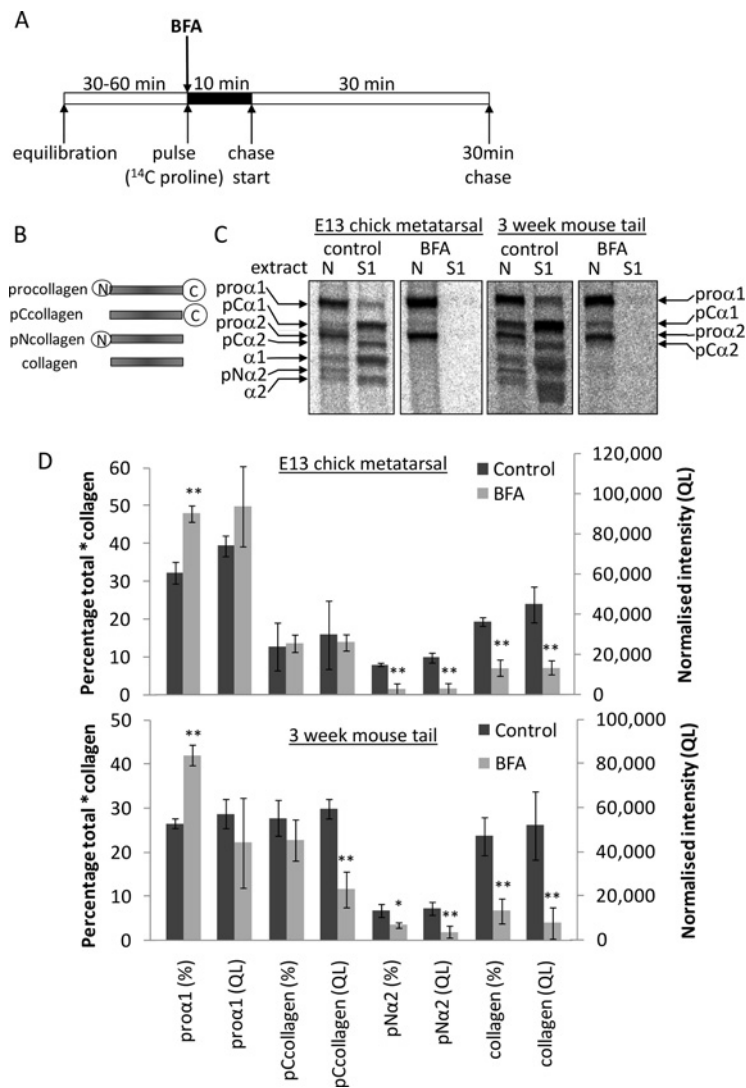 A
BFA
30-60 min
10 min
30 min
equilibration
pulse
(14C proline)
chase
start
30min
chase
B
N
C
procollagen
pCcollagen
C
pNcollagen
N
collagen
C
E13 chick metatarsal
3 week mouse tail
control
BFA
control
BFA
extract N S1 N S1 N S1 N S1
proα1
pCα1
proα2
pCα2
α1
pNα2
α2
proα1
pCα1
proα2
pCα2
D
E13 chick metatarsal
Control
BFA
Percentage total *collagen
60
50
40
30
20
10
0
**
**
**
**
**
120,000
100,000
80,000
60,000
40,000
20,000
0
Normalised intensity (QL)
3 week mouse tail
Control
BFA
Percentage total *collagen
50
40
30
20
10
0
**
**
*
**
**
**
100,000
80,000
60,000
40,000
20,000
0
Normalised intensity (QL)
proα1 (%)
proα1 (QL)
pCcollagen (%)
pCcollagen (QL)
pNα2 (%)
pNα2 (QL)
collagen (%)
collagen (QL)